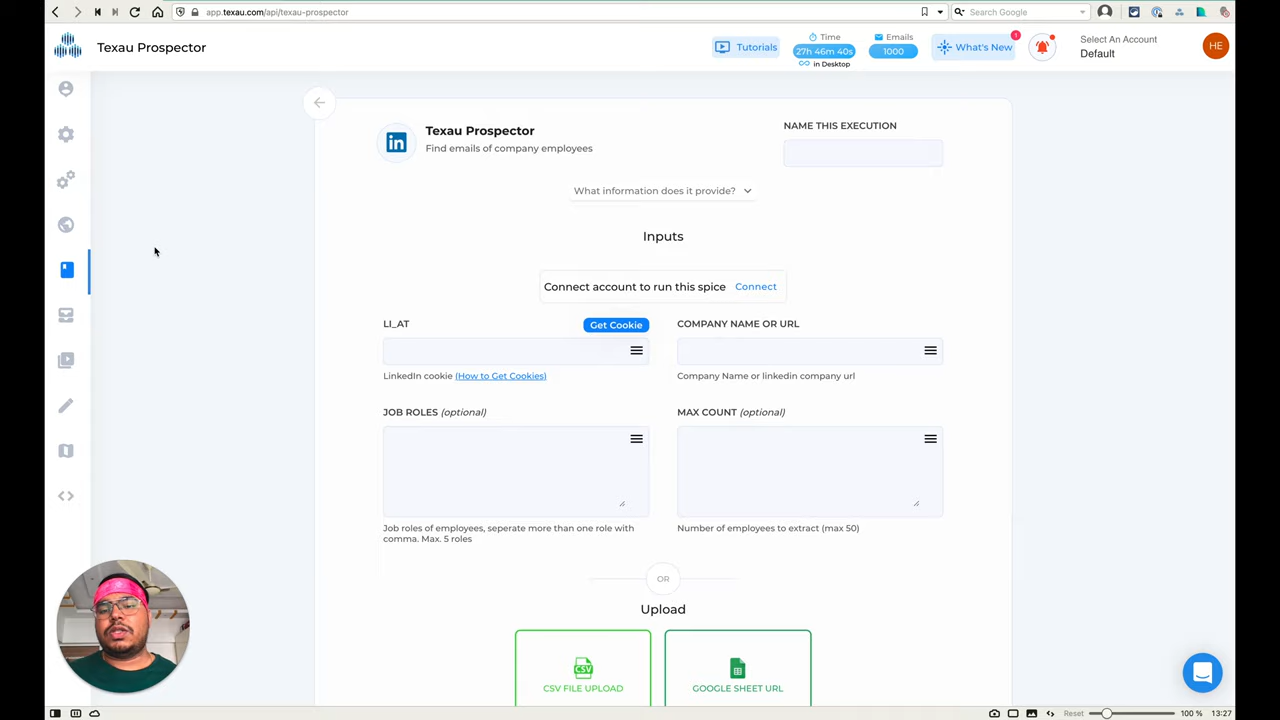 app.texau.com/api/texau-prospector
Search Google
Texau Prospector
Tutorials
Time
27h 46m 40s
in Desktop
Emails
1000
What's New
1
Select An Account
Default
HE
Texau Prospector
Find emails of company employees
NAME THIS EXECUTION
What information does it provide?
Inputs
Connect account to run this spice Connect
LI_AT
Get Cookie
COMPANY NAME OR URL
LinkedIn cookie (How to Get Cookies)
Company Name or linkedin company url
JOB ROLES (optional)
MAX COUNT (optional)
Job roles of employees, seperate more than one role with
comma. Max. 5 roles
Number of employees to extract (max 50)
OR
Upload
CSV
CSV FILE UPLOAD
GOOGLE SHEET URL
Reset
100 %
13:27
in